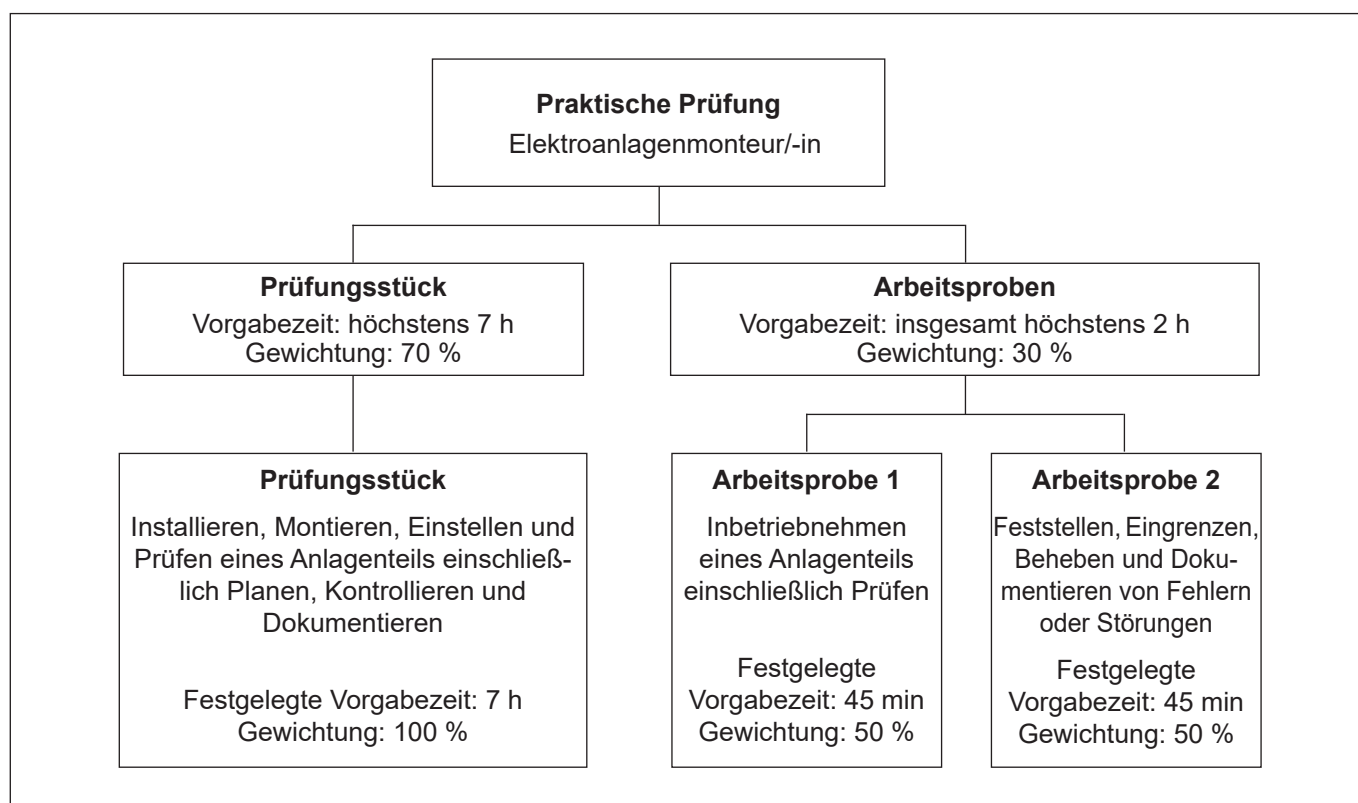 Praktische Prüfung
Elektroanlagenmonteur/-in
Prüfungsstück
Vorgabezeit: höchstens 7 h
Gewichtung: 70 %
Arbeitsproben
Vorgabezeit: insgesamt höchstens 2 h
Gewichtung: 30 %
Prüfungsstück
Installieren, Montieren, Einstellen und
Prüfen eines Anlagenteils einschließ-
lich Planen, Kontrollieren und
Dokumentieren
Festgelegte Vorgabezeit: 7 h
Gewichtung: 100 %
Arbeitsprobe 1
Inbetriebnehmen
eines Anlagenteils
einschließlich Prüfen
Festgelegte
Vorgabezeit: 45 min
Gewichtung: 50 %
Arbeitsprobe 2
Feststellen, Eingrenzen,
Beheben und Doku-
mentieren von Fehlern
oder Störungen
Festgelegte
Vorgabezeit: 45 min
Gewichtung: 50 %